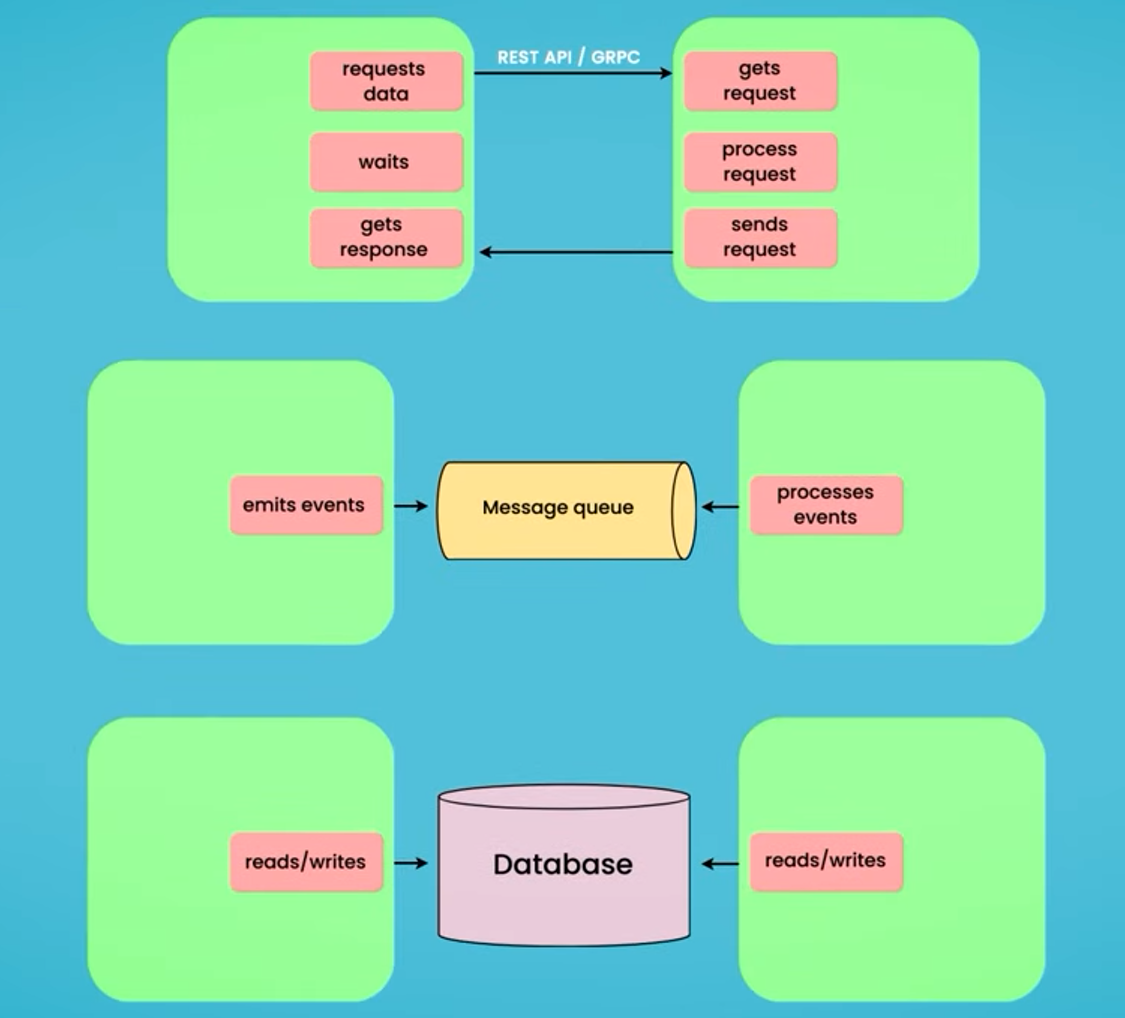 REST API / GRPC
requests
data
gets
request
waits
process
request
gets
response
sends
request
emits events
Message queue
processes
events
reads/writes
Database
reads/writes